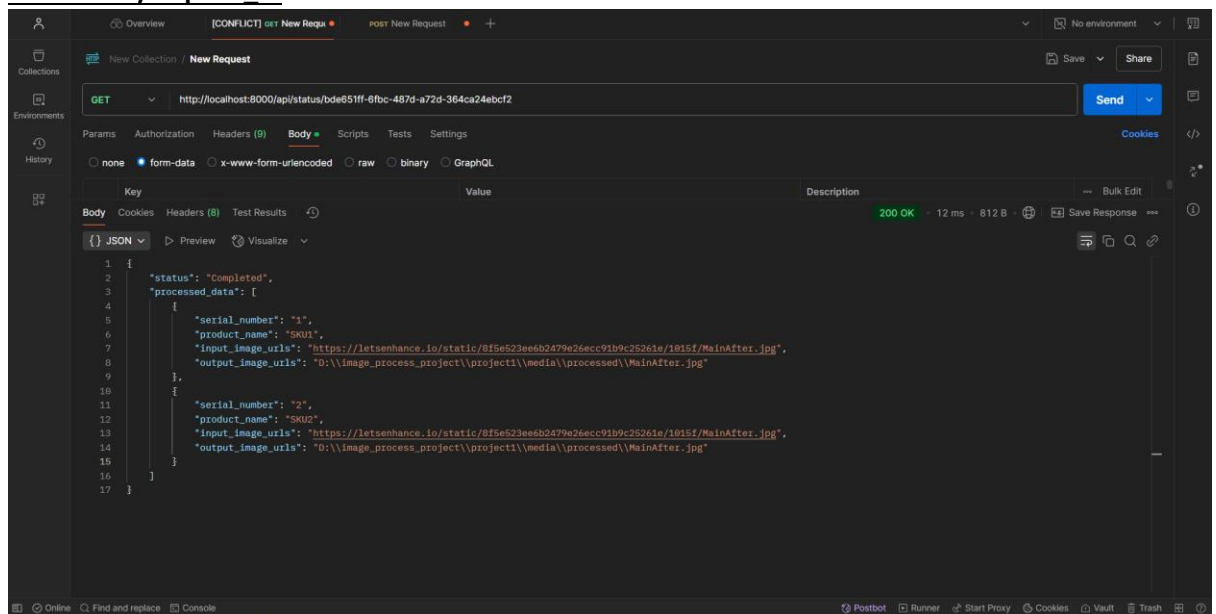 Overview
[CONFLICT] GET New Requ
POST New Request
No environment
Collections
New Collection / New Request
Save
Share
GET
http://localhost:8000/api/status/bde651ff-6fbc-487d-a72d-364ca24ebcf2
Send
Environments
Params Authorization Headers (9) Body Scripts Tests Settings
Cookies
History
none form-data x-www-form-urlencoded raw binary GraphQL
Key Value Description Bulk Edit
Body Cookies Headers (8) Test Results
200 OK 12 ms 812 B Save Response
{} JSON Preview Visualize
1 {
2 "status": "Completed",
3 "processed_data": [
4 {
5 "serial_number": "1",
6 "product_name": "SKU1",
7 "input_image_urls": "https://letsenhance.io/static/8f5e523ee6b2479e26ecc91b9c25261e/1015f/MainAfter.jpg",
8 "output_image_urls": "D:\\image_process_project\\project1\\media\\processed\\MainAfter.jpg"
9 },
10 {
11 "serial_number": "2",
12 "product_name": "SKU2",
13 "input_image_urls": "https://letsenhance.io/static/8f5e523ee6b2479e26ecc91b9c25261e/1015f/MainAfter.jpg",
14 "output_image_urls": "D:\\image_process_project\\project1\\media\\processed\\MainAfter.jpg"
15 }
16 ]
17 }
Online Find and replace Console
Postbot Runner Start Proxy Cookies Vault Trash